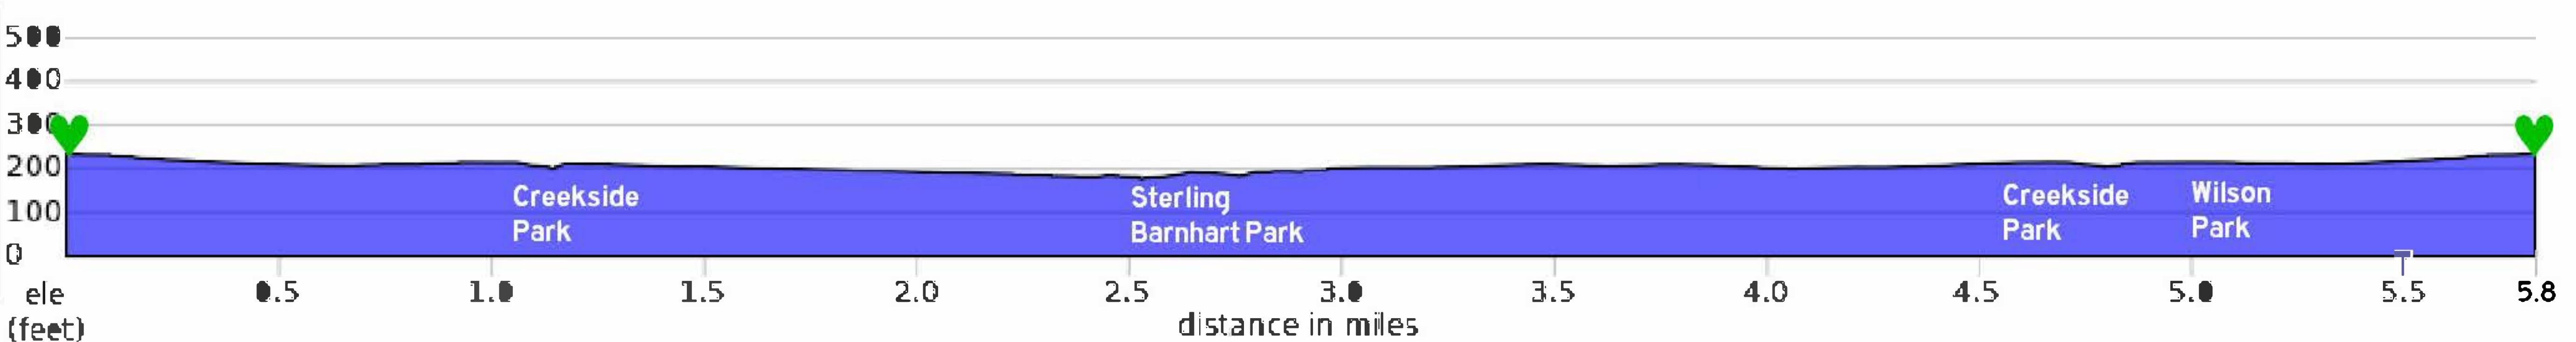 500
400
300
200
100
0
Creekside
Park
Sterling
Barnhart Park
Creekside
Park
Wilson
Park
ele
(feet)
0.5 1.0 1.5 2.0 2.5 3.0 3.5 4.0 4.5 5.0 5.5 5.8
distance in miles